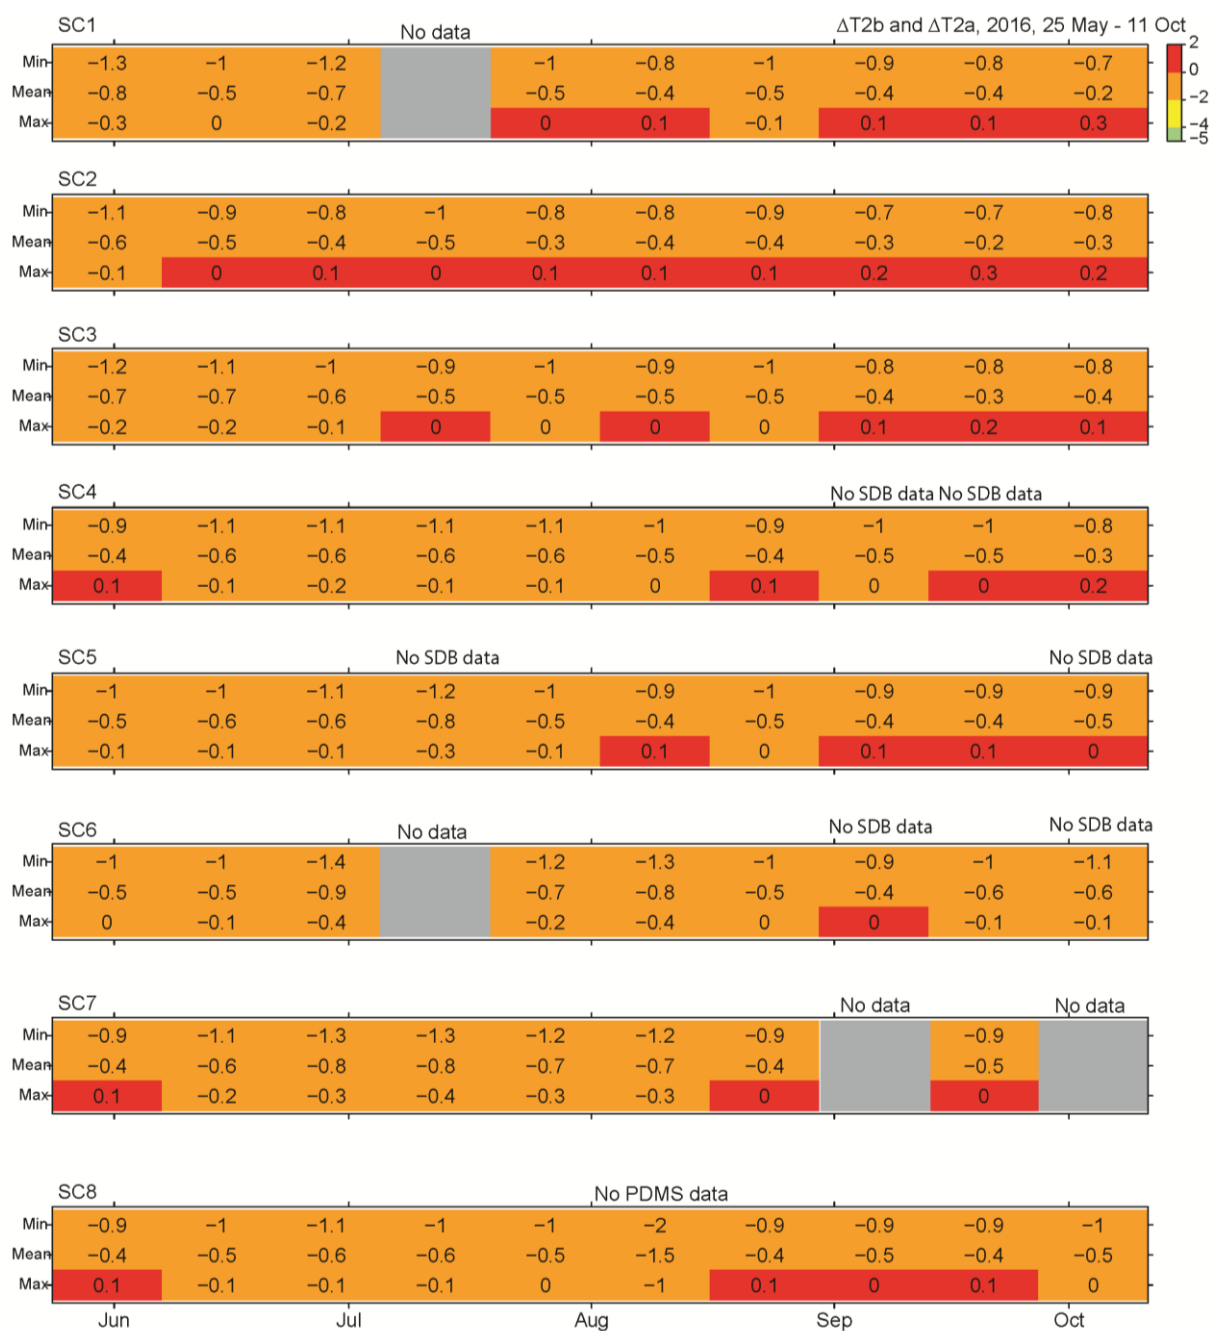 SC1 No data ΔT2b and ΔT2a, 2016, 25 May - 11 Oct
Min −1.3 −1 −1.2 −1 −0.8 −1 −0.9 −0.8 −0.7
Mean −0.8 −0.5 −0.7 −0.5 −0.4 −0.5 −0.4 −0.4 −0.2
Max −0.3 0 −0.2 0 0.1 −0.1 0.1 0.1 0.3
2
0
−2
−4
−5
SC2
Min −1.1 −0.9 −0.8 −1 −0.8 −0.8 −0.9 −0.7 −0.7 −0.8
Mean −0.6 −0.5 −0.4 −0.5 −0.3 −0.4 −0.4 −0.3 −0.2 −0.3
Max −0.1 0 0.1 0 0.1 0.1 0.1 0.2 0.3 0.2
SC3
Min −1.2 −1.1 −1 −0.9 −1 −0.9 −1 −0.8 −0.8 −0.8
Mean −0.7 −0.7 −0.6 −0.5 −0.5 −0.5 −0.5 −0.4 −0.3 −0.4
Max −0.2 −0.2 −0.1 0 0 0 0 0.1 0.2 0.1
SC4 No SDB data No SDB data
Min −0.9 −1.1 −1.1 −1.1 −1.1 −1 −0.9 −1 −1 −0.8
Mean −0.4 −0.6 −0.6 −0.6 −0.6 −0.5 −0.4 −0.5 −0.5 −0.3
Max 0.1 −0.1 −0.2 −0.1 −0.1 0 0.1 0 0 0.2
SC5 No SDB data No SDB data
Min −1 −1 −1.1 −1.2 −1 −0.9 −1 −0.9 −0.9 −0.9
Mean −0.5 −0.6 −0.6 −0.8 −0.5 −0.4 −0.5 −0.4 −0.4 −0.5
Max −0.1 −0.1 −0.1 −0.3 −0.1 0.1 0 0.1 0.1 0
SC6 No data No SDB data No SDB data
Min −1 −1 −1.4 −1.2 −1.3 −1 −0.9 −1 −1.1
Mean −0.5 −0.5 −0.9 −0.7 −0.8 −0.5 −0.4 −0.6 −0.6
Max 0 −0.1 −0.4 −0.2 −0.4 0 0 −0.1 −0.1
SC7 No data No data
Min −0.9 −1.1 −1.3 −1.3 −1.2 −1.2 −0.9 −0.9
Mean −0.4 −0.6 −0.8 −0.8 −0.7 −0.7 −0.4 −0.5
Max 0.1 −0.2 −0.3 −0.4 −0.3 −0.3 0 0
SC8 No PDMS data
Min −0.9 −1 −1.1 −1 −1 −2 −0.9 −0.9 −0.9 −1
Mean −0.4 −0.5 −0.6 −0.6 −0.5 −1.5 −0.4 −0.5 −0.4 −0.5
Max 0.1 −0.1 −0.1 −0.1 0 −1 0.1 0 0.1 0
Jun Jul Aug Sep Oct